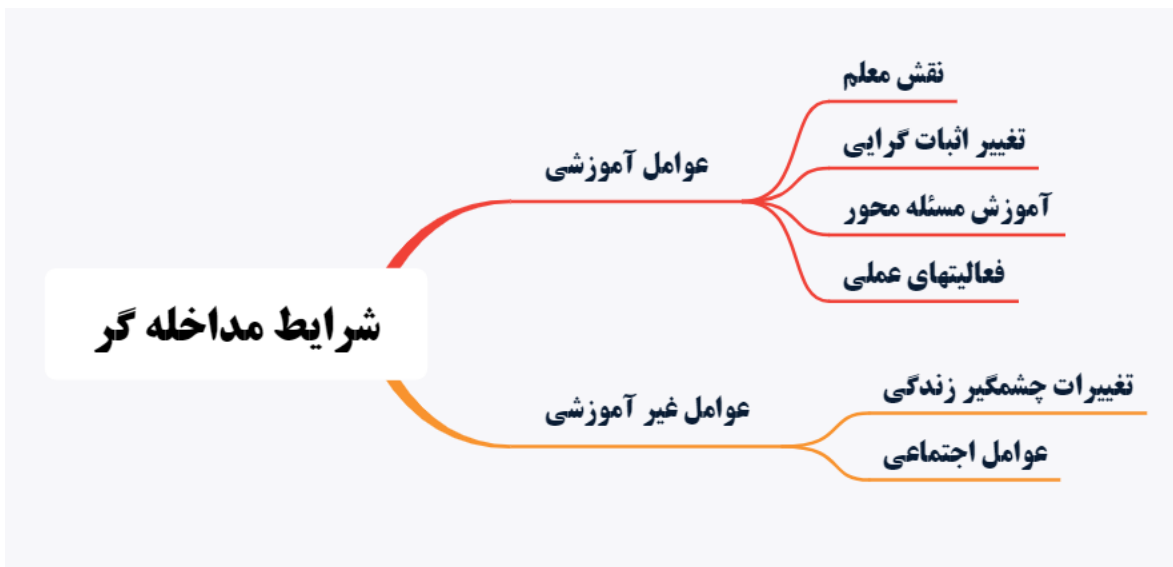 شرایط مداخله گر
عوامل آموزشی
نقش معلم
تغییر اثبات گرایی
آموزش مسئله محور
فعالیتهای عملی
عوامل غیر آموزشی
تغییرات چشمگیر زندگی
عوامل اجتماعی